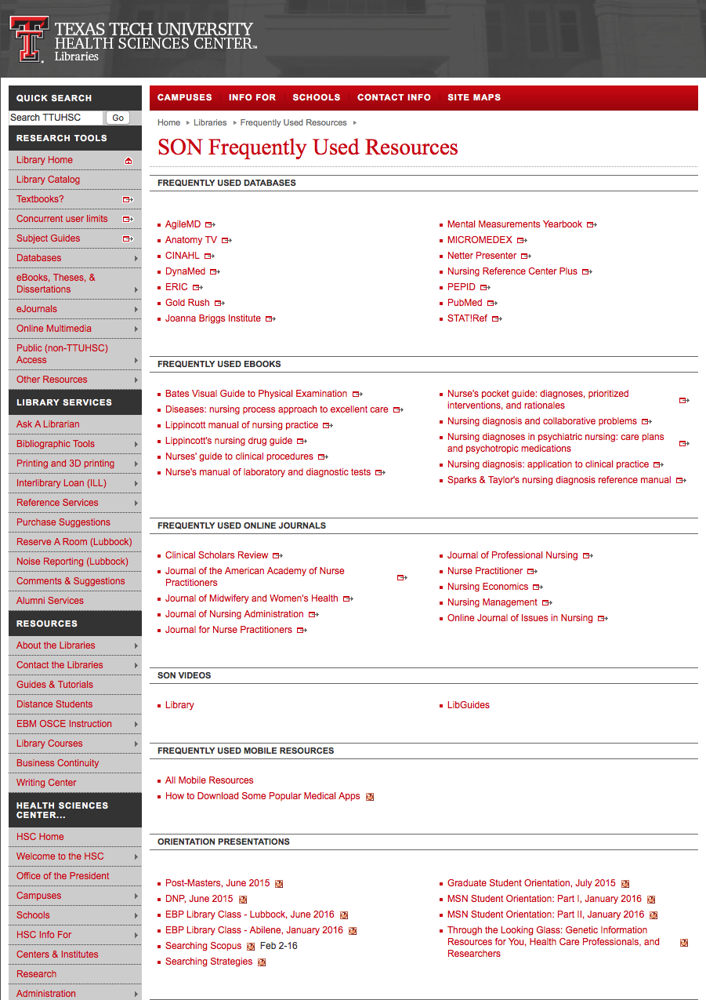 TEXAS TECH UNIVERSITY
HEALTH SCIENCES CENTER™
Libraries
QUICK SEARCH
Search TTUHSC Go
RESEARCH TOOLS
Library Home
Library Catalog
Textbooks?
Concurrent user limits
Subject Guides
Databases
eBooks, Theses, &
Dissertations
eJournals
Online Multimedia
Public (non-TTUHSC)
Access
Other Resources
LIBRARY SERVICES
Ask A Librarian
Bibliographic Tools
Printing and 3D printing
Interlibrary Loan (ILL)
Reference Services
Purchase Suggestions
Reserve A Room (Lubbock)
Noise Reporting (Lubbock)
Comments & Suggestions
Alumni Services
RESOURCES
About the Libraries
Contact the Libraries
Guides & Tutorials
Distance Students
EBM OSCE Instruction
Library Courses
Business Continuity
Writing Center
HEALTH SCIENCES
CENTER...
HSC Home
Welcome to the HSC
Office of the President
Campuses
Schools
HSC Info For
Centers & Institutes
Research
Administration
CAMPUSES INFO FOR SCHOOLS CONTACT INFO SITE MAPS
Home Libraries Frequently Used Resources
SON Frequently Used Resources
FREQUENTLY USED DATABASES
AgileMD
Anatomy TV
CINAHL
DynaMed
ERIC
Gold Rush
Joanna Briggs Institute
Mental Measurements Yearbook
MICROMEDEX
Netter Presenter
Nursing Reference Center Plus
PEPID
PubMed
STAT!Ref
FREQUENTLY USED EBOOKS
Bates Visual Guide to Physical Examination
Diseases: nursing process approach to excellent care
Lippincott manual of nursing practice
Lippincott's nursing drug guide
Nurses' guide to clinical procedures
Nurse's manual of laboratory and diagnostic tests
Nurse's pocket guide: diagnoses, prioritized
interventions, and rationales
Nursing diagnosis and collaborative problems
Nursing diagnoses in psychiatric nursing: care plans
and psychotropic medications
Nursing diagnosis: application to clinical practice
Sparks & Taylor's nursing diagnosis reference manual
FREQUENTLY USED ONLINE JOURNALS
Clinical Scholars Review
Journal of the American Academy of Nurse
Practitioners
Journal of Midwifery and Women's Health
Journal of Nursing Administration
Journal for Nurse Practitioners
Journal of Professional Nursing
Nurse Practitioner
Nursing Economics
Nursing Management
Online Journal of Issues in Nursing
SON VIDEOS
Library
LibGuides
FREQUENTLY USED MOBILE RESOURCES
All Mobile Resources
How to Download Some Popular Medical Apps
ORIENTATION PRESENTATIONS
Post-Masters, June 2015
DNP, June 2015
EBP Library Class - Lubbock, June 2016
EBP Library Class - Abilene, January 2016
Searching Scopus Feb 2-16
Searching Strategies
Graduate Student Orientation, July 2015
MSN Student Orientation: Part I, January 2016
MSN Student Orientation: Part II, January 2016
Through the Looking Glass: Genetic Information
Resources for You, Health Care Professionals, and
Researchers